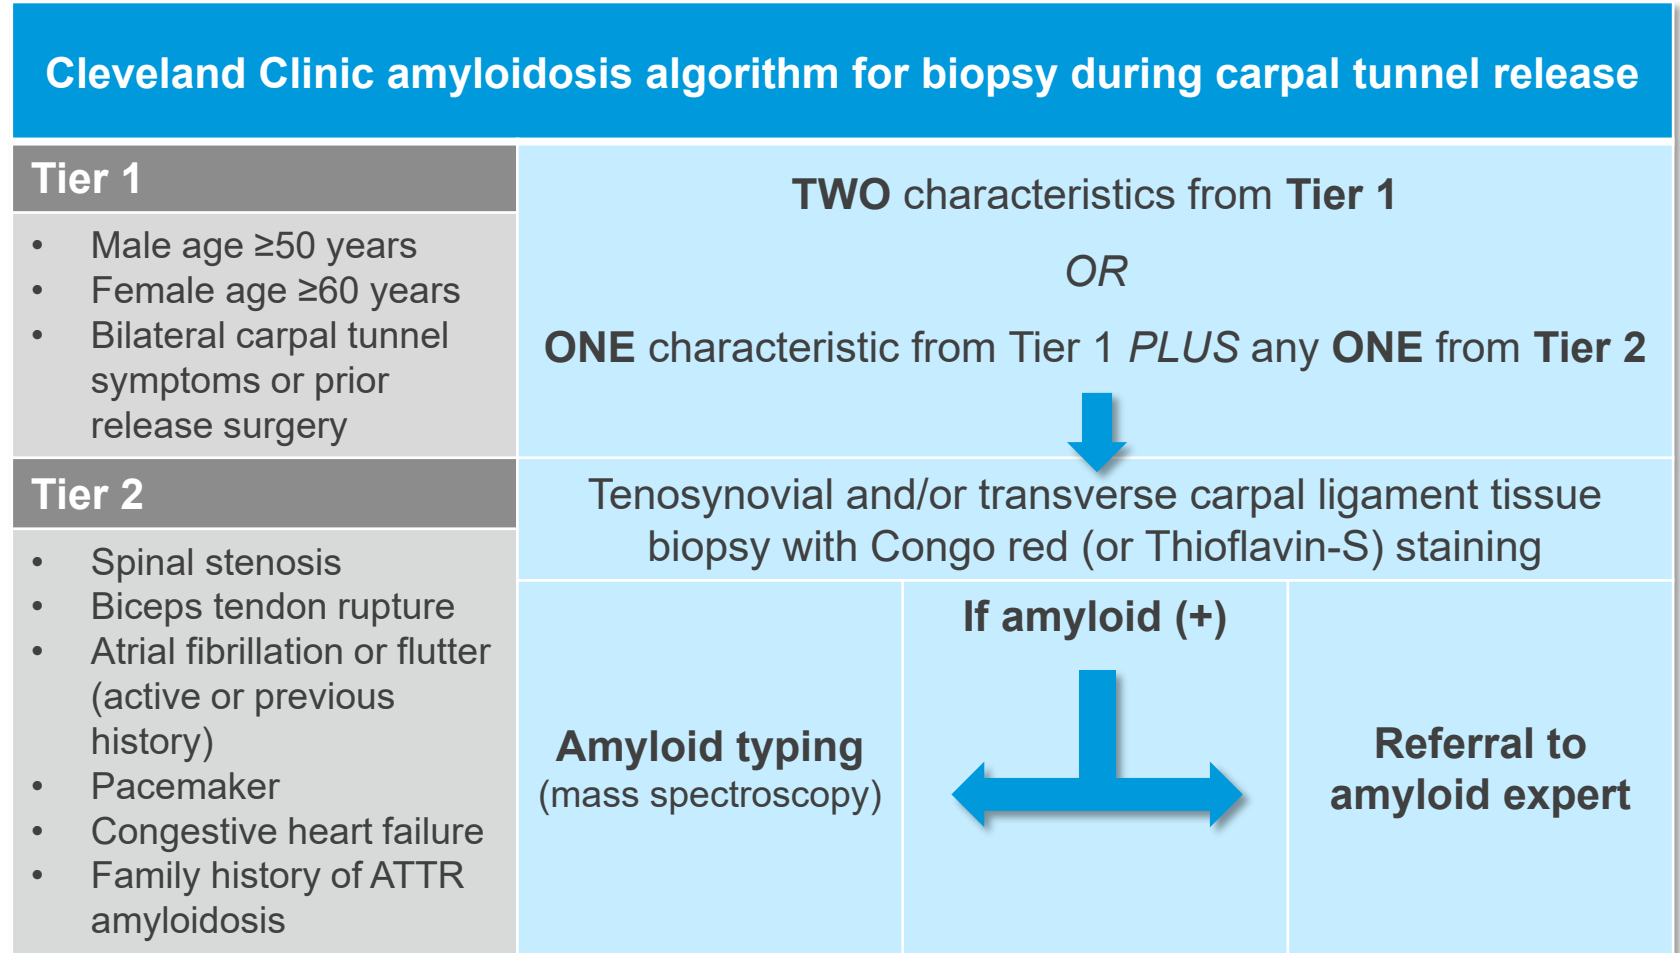 Cleveland Clinic amyloidosis algorithm for biopsy during carpal tunnel release
Tier 1
• Male age ≥50 years
• Female age ≥60 years
• Bilateral carpal tunnel
symptoms or prior
release surgery
TWO characteristics from Tier 1
OR
ONE characteristic from Tier 1 PLUS any ONE from Tier 2
Tier 2
• Spinal stenosis
• Biceps tendon rupture
• Atrial fibrillation or flutter
(active or previous
history)
• Pacemaker
• Congestive heart failure
• Family history of ATTR
amyloidosis
Tenosynovial and/or transverse carpal ligament tissue
biopsy with Congo red (or Thioflavin-S) staining
If amyloid (+)
Amyloid typing
(mass spectroscopy)
Referral to
amyloid expert